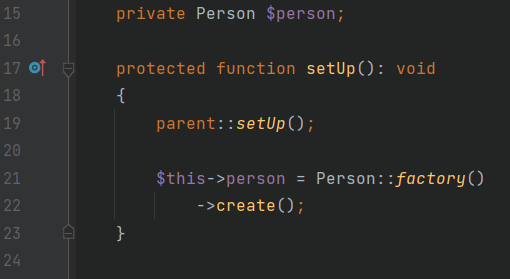 15 private Person $person;
16
17 protected function setUp(): void
18 {
19 parent::setUp();
20
21 $this->person = Person::factory()
22 ->create();
23 }
24